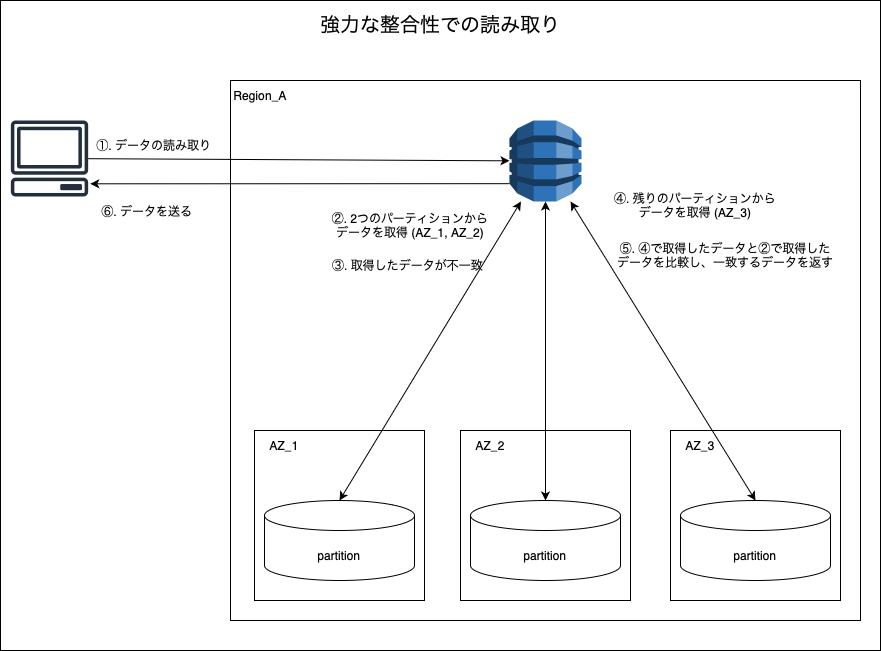 強力な整合性での読み取り
Region_A
①. データの読み取り
⑥. データを送る
②. 2つのパーティションから
データを取得 (AZ_1, AZ_2)
③. 取得したデータが不一致
④. 残りのパーティションから
データを取得 (AZ_3)
⑤. ④で取得したデータと②で取得した
データを比較し、一致するデータを返す
AZ_1
AZ_2
AZ_3
partition
partition
partition